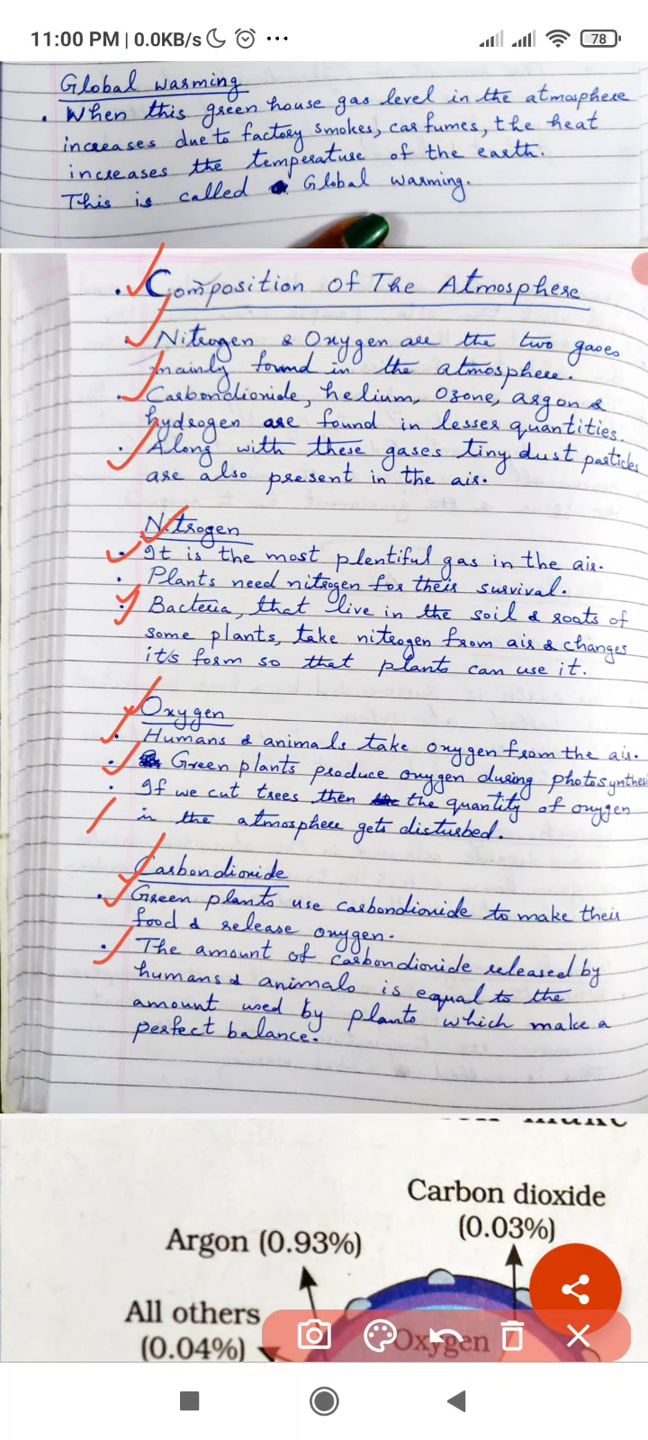 11:00 PM | 0.0KB/s
78
Global warming
• When this green house gas level in the atmosphere
increases due to factory smokes, car fumes, the heat
increases the temperature of the earth.
This is called Global warming.
• Composition of The Atmosphere
Nitrogen & Oxygen are the two gases
mainly found in the atmosphere.
• Carbondioxide, helium, Ozone, argon &
hydrogen are found in lesser quantities.
• Along with these gases tiny dust particles
are also present in the air.
Nitrogen
• It is the most plentiful gas in the air.
• Plants need nitrogen for their survival.
• Bacteria, that live in the soil & roots of
some plants, take nitrogen from air & changes
it's form so that plants can use it.
Oxygen
• Humans & animals take oxygen from the air.
• Green plants produce oxygen during photosynthesi
• If we cut trees then the quantity of oxygen
in the atmosphere gets disturbed.
Carbondioxide
• Green plants use carbondioxide to make their
food & release oxygen.
• The amount of carbondioxide released by
humans & animals is equal to the
amount used by plants which make a
perfect balance.
Carbon dioxide
(0.03%)
Argon (0.93%)
All others
(0.04%)
Oxygen